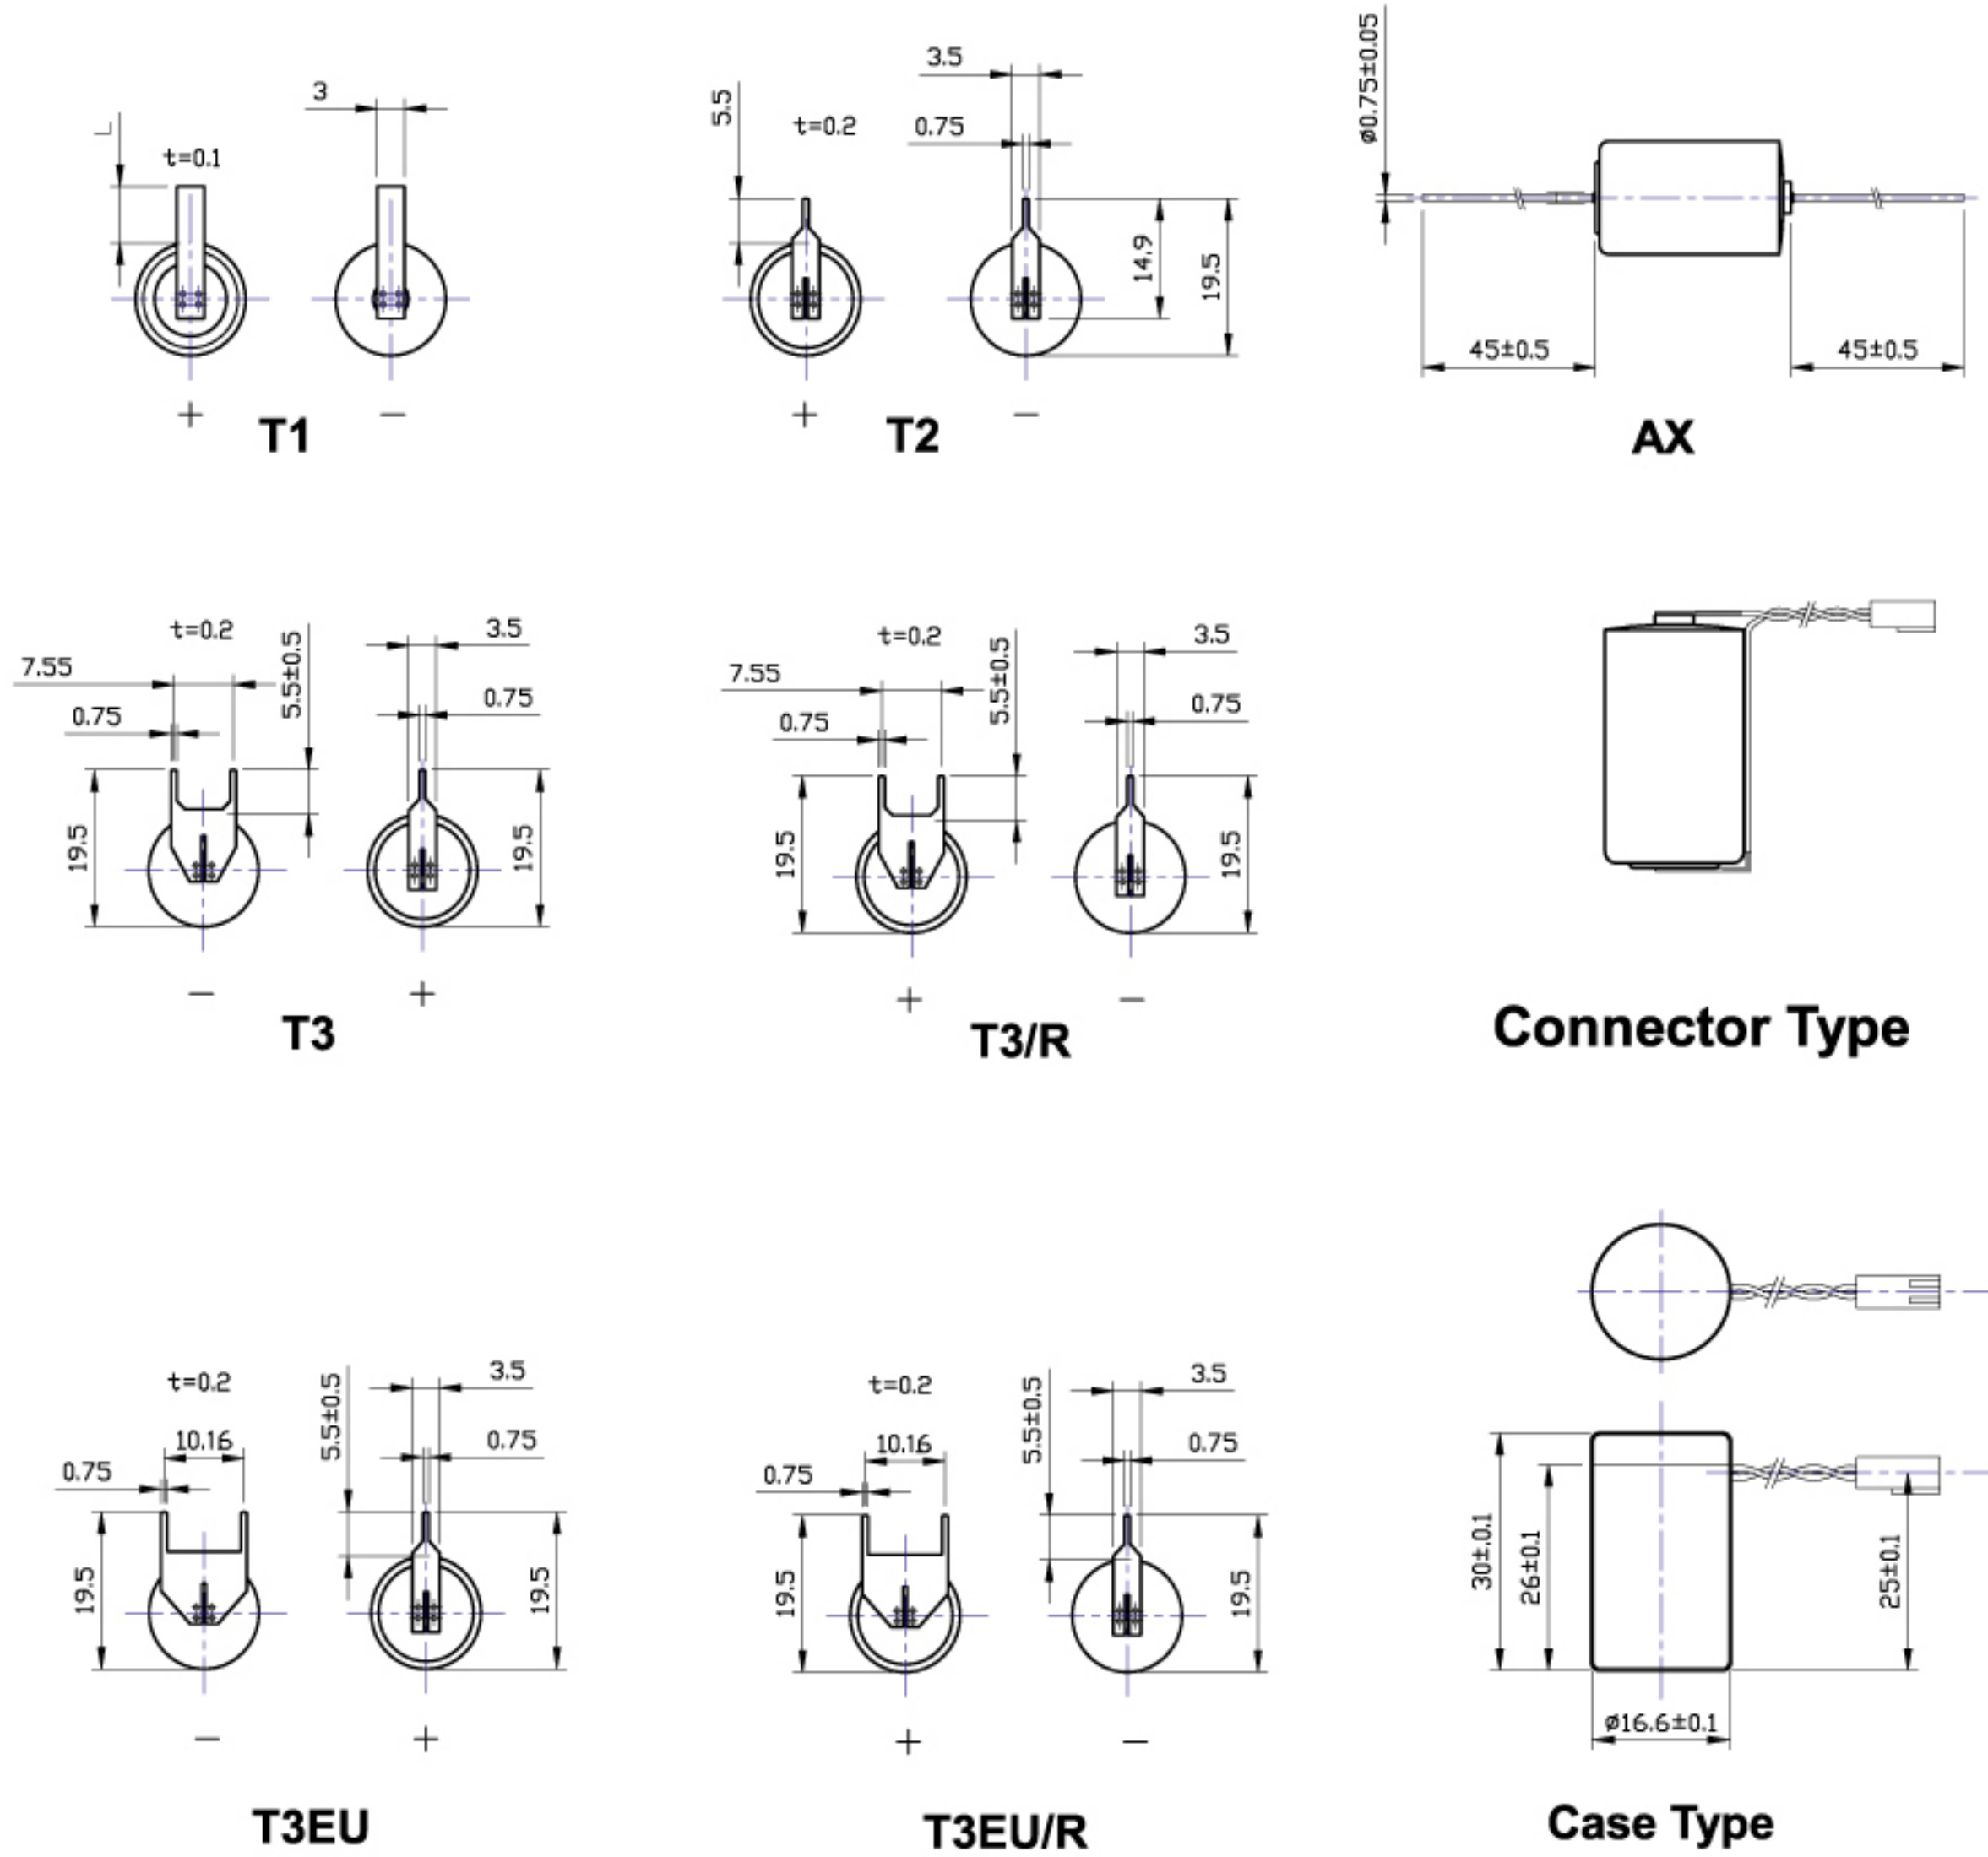 3
L
t=0.1
+
−
T1
3.5
5.5
t=0.2
0.75
14.9
19.5
+
−
T2
ø0.75±0.05
45±0.5
45±0.5
AX
t=0.2
7.55
0.75
5.5±0.5
3.5
0.75
19.5
19.5
−
+
T3
t=0.2
7.55
0.75
5.5±0.5
3.5
0.75
19.5
19.5
+
−
T3/R
Connector Type
t=0.2
10.16
0.75
5.5±0.5
3.5
0.75
19.5
19.5
−
+
T3EU
t=0.2
10.16
0.75
5.5±0.5
3.5
0.75
19.5
19.5
+
−
T3EU/R
30±0.1
26±0.1
25±0.1
ø16.6±0.1
Case Type